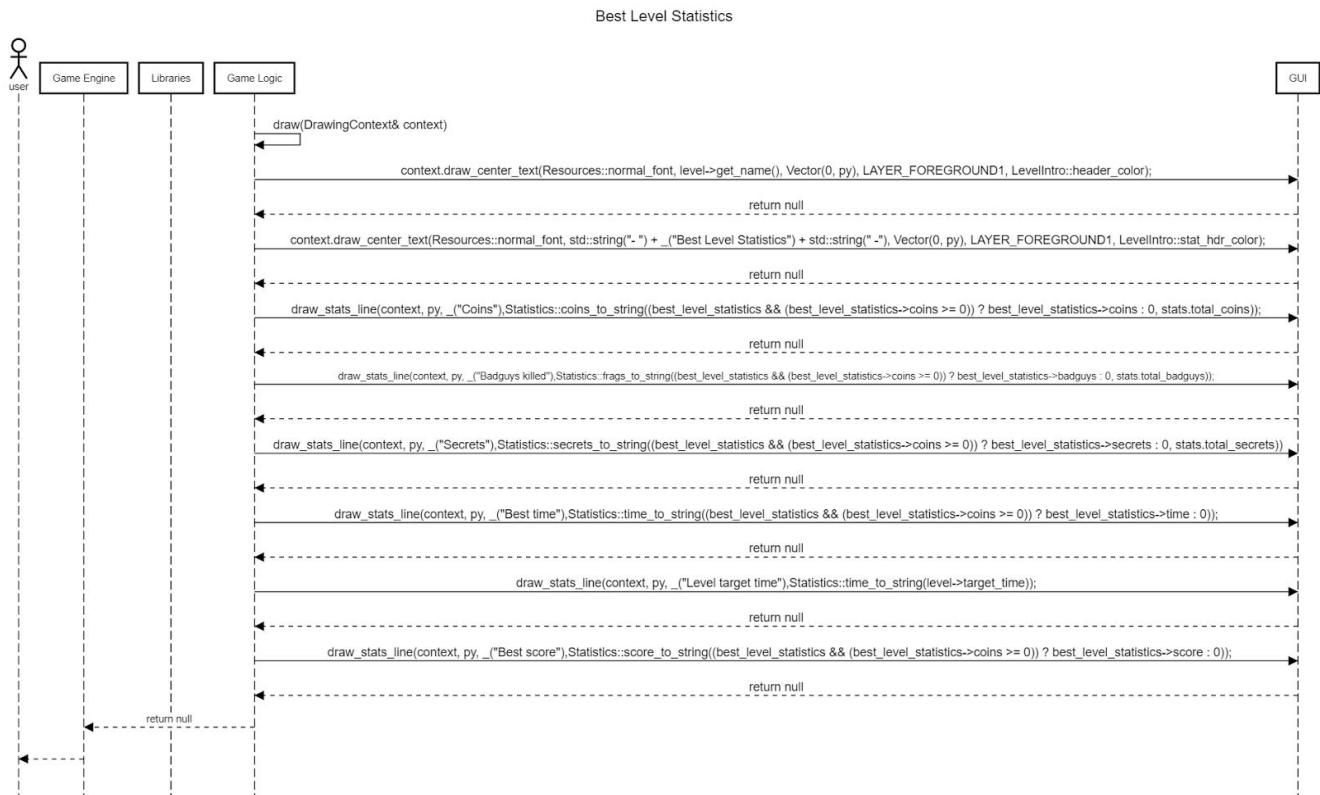 Best Level Statistics
user
Game Engine
Libraries
Game Logic
GUI
draw(DrawingContext& context)
context.draw_center_text(Resources::normal_font, level->get_name(), Vector(0, py), LAYER_FOREGROUND1, LevelIntro::header_color);
return null
context.draw_center_text(Resources::normal_font, std::string("- ") + _("Best Level Statistics") + std::string(" -"), Vector(0, py), LAYER_FOREGROUND1, LevelIntro::stat_hdr_color);
return null
draw_stats_line(context, py, _("Coins"),Statistics::coins_to_string((best_level_statistics && (best_level_statistics->coins >= 0)) ? best_level_statistics->coins : 0, stats.total_coins));
return null
draw_stats_line(context, py, _("Badguys killed"),Statistics::frags_to_string((best_level_statistics && (best_level_statistics->coins >= 0)) ? best_level_statistics->badguys : 0, stats.total_badguys));
return null
draw_stats_line(context, py, _("Secrets"),Statistics::secrets_to_string((best_level_statistics && (best_level_statistics->coins >= 0)) ? best_level_statistics->secrets : 0, stats.total_secrets))
return null
draw_stats_line(context, py, _("Best time"),Statistics::time_to_string((best_level_statistics && (best_level_statistics->coins >= 0)) ? best_level_statistics->time : 0));
return null
draw_stats_line(context, py, _("Level target time"),Statistics::time_to_string(level->target_time));
return null
draw_stats_line(context, py, _("Best score"),Statistics::score_to_string((best_level_statistics && (best_level_statistics->coins >= 0)) ? best_level_statistics->score : 0));
return null
return null